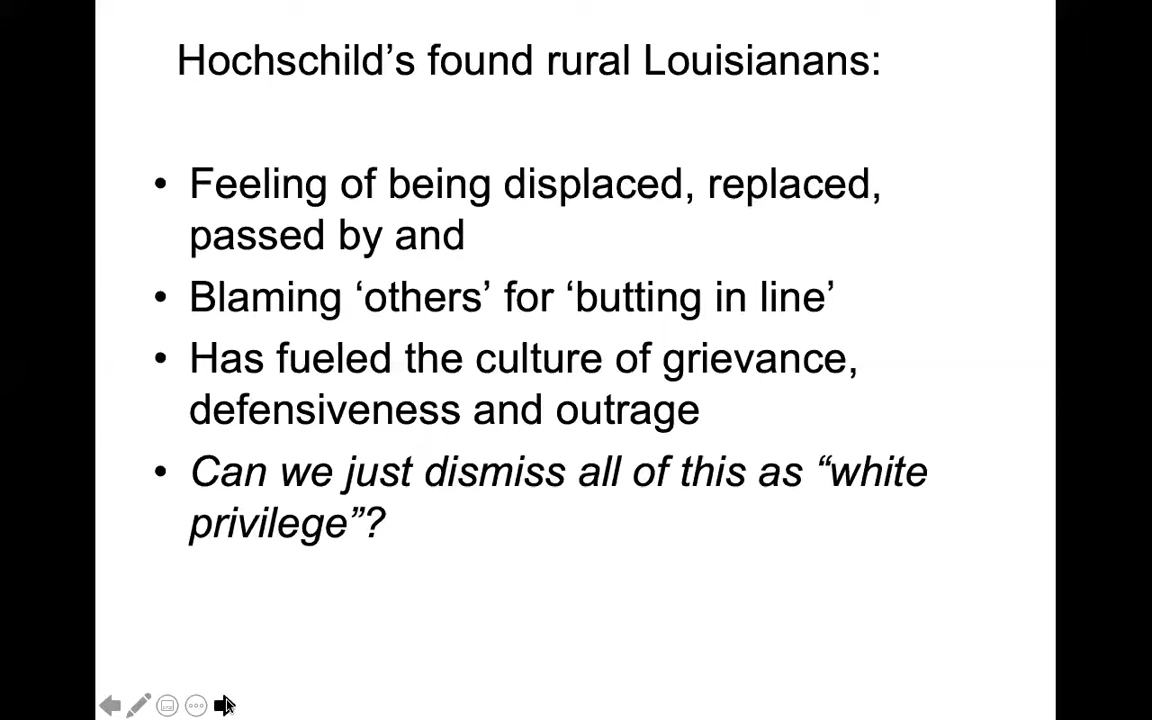 Hochschild’s found rural Louisianans:
• Feeling of being displaced, replaced,
passed by and
• Blaming ‘others’ for ‘butting in line’
• Has fueled the culture of grievance,
defensiveness and outrage
• Can we just dismiss all of this as “white
privilege”?